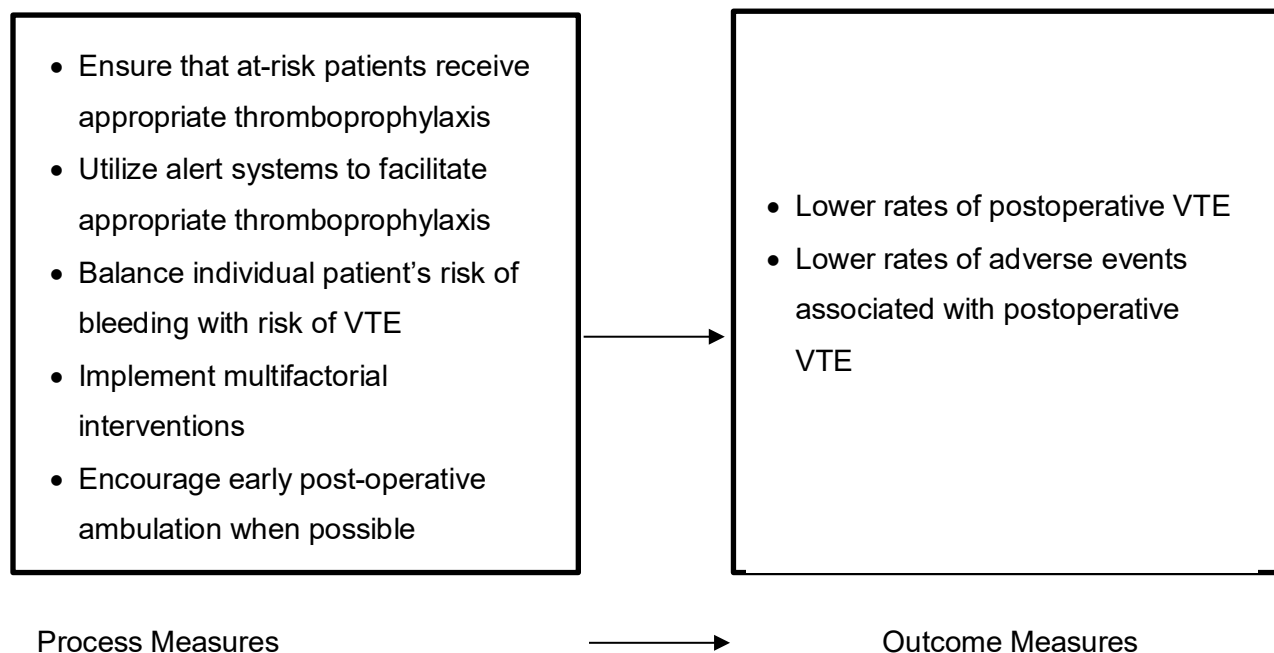 • Ensure that at-risk patients receive
appropriate thromboprophylaxis
• Utilize alert systems to facilitate
appropriate thromboprophylaxis
• Balance individual patient’s risk of
bleeding with risk of VTE
• Implement multifactorial
interventions
• Encourage early post-operative
ambulation when possible
• Lower rates of postoperative VTE
• Lower rates of adverse events
associated with postoperative
VTE
Process Measures
Outcome Measures